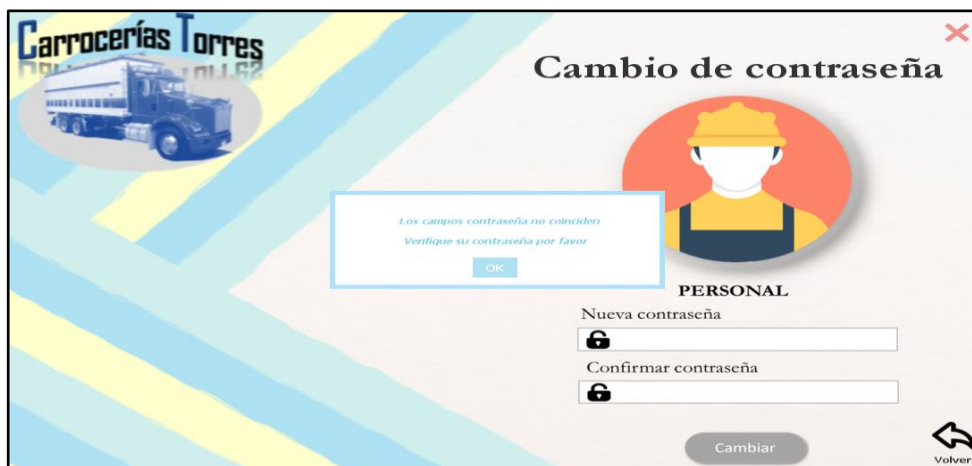 Carrocerías Torres
Cambio de contraseña
Los campos contraseña no coinciden
Verifique su contraseña por favor
OK
PERSONAL
Nueva contraseña
Confirmar contraseña
Cambiar
Volver